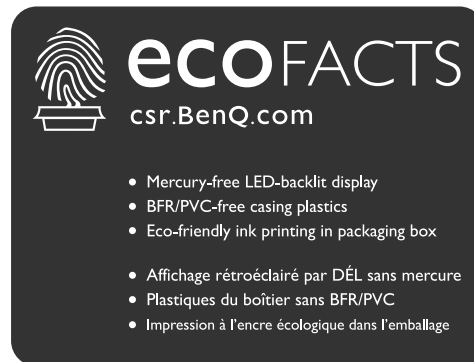 ecoFACTS
csr.BenQ.com
• Mercury-free LED-backlit display
• BFR/PVC-free casing plastics
• Eco-friendly ink printing in packaging box
• Affichage rétroéclairé par DÉL sans mercure
• Plastiques du boîtier sans BFR/PVC
• Impression à l'encre écologique dans l'emballage